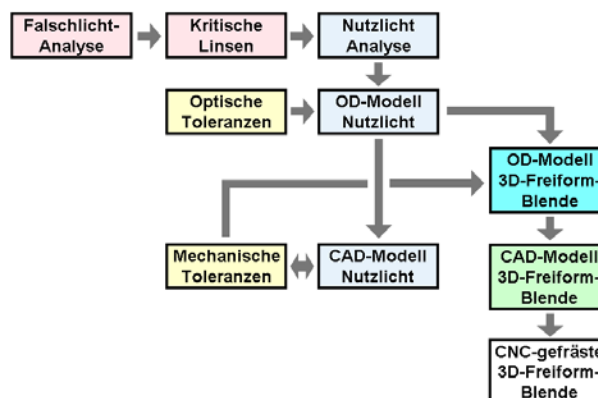 Falschlicht-
Analyse
Kritische
Linsen
Nutzlicht
Analyse
Optische
Toleranzen
OD-Modell
Nutzlicht
OD-Modell
3D-Freiform-
Blende
Mechanische
Toleranzen
CAD-Modell
Nutzlicht
CAD-Modell
3D-Freiform-
Blende
CNC-gefräste
3D-Freiform-
Blende